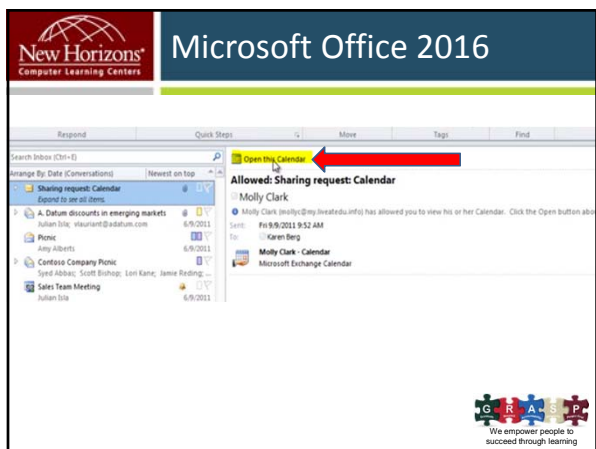 New Horizons®
Computer Learning Centers
Microsoft Office 2016
Respond
Quick Steps
Move
Tags
Find
Search Inbox (Ctrl+E)
Arrange By: Date (Conversations)
Newest on top
Sharing request: Calendar
Expand to see all items.
A. Datum discounts in emerging markets
Julian Isla; vlauriant@adatum.com
6/9/2011
Picnic
Amy Alberts
6/9/2011
Contoso Company Picnic
Syed Abbas; Scott Bishop; Lori Kane; Jamie Reding; ...
Sales Team Meeting
Julian Isla
6/9/2011
Open this Calendar
Allowed: Sharing request: Calendar
Molly Clark
Molly Clark (mollyc@my.liveatedu.info) has allowed you to view his or her Calendar. Click the Open button abo
Sent: Fri 9/9/2011 9:52 AM
To: Karen Berg
Molly Clark - Calendar
Microsoft Exchange Calendar
G R A S P
We empower people to
succeed through learning